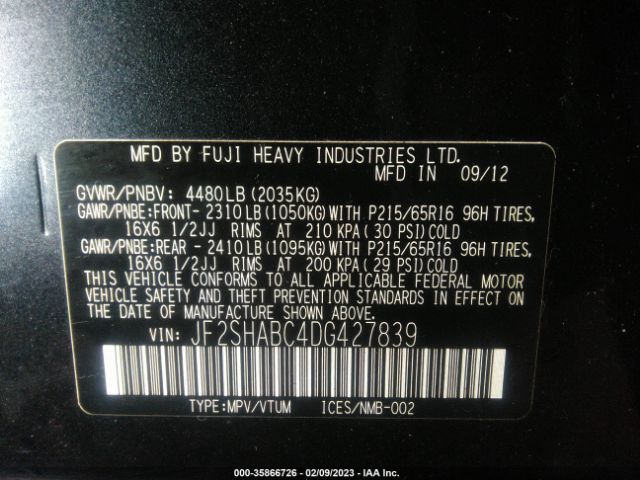 MFD BY FUJI HEAVY INDUSTRIES LTD.
MFD IN 09/12
GVWR/PNBV: 4480LB(2035KG)
GAWR/PNBE:FRONT- 2310LB(1050KG)WITH P215/65R16 96H TIRES,
16X6 1/2JJ RIMS AT 210 KPA(30 PSI)COLD
GAWR/PNBE:REAR - 2410LB(1095KG)WITH P215/65R16 96H TIRES,
16X6 1/2JJ RIMS AT 200 KPA(29 PSI)COLD
THIS VEHICLE CONFORMS TO ALL APPLICABLE FEDERAL MOTOR
VEHICLE SAFETY AND THEFT PREVENTION STANDARDS IN EFFECT ON
THE DATE OF MANUFACTURE SHOWN ABOVE.
VIN: JF2SHABC4DG427839
TYPE:MPV/VTUM ICES/NMB-002
000-35866726 - 02/09/2023 - IAA Inc.